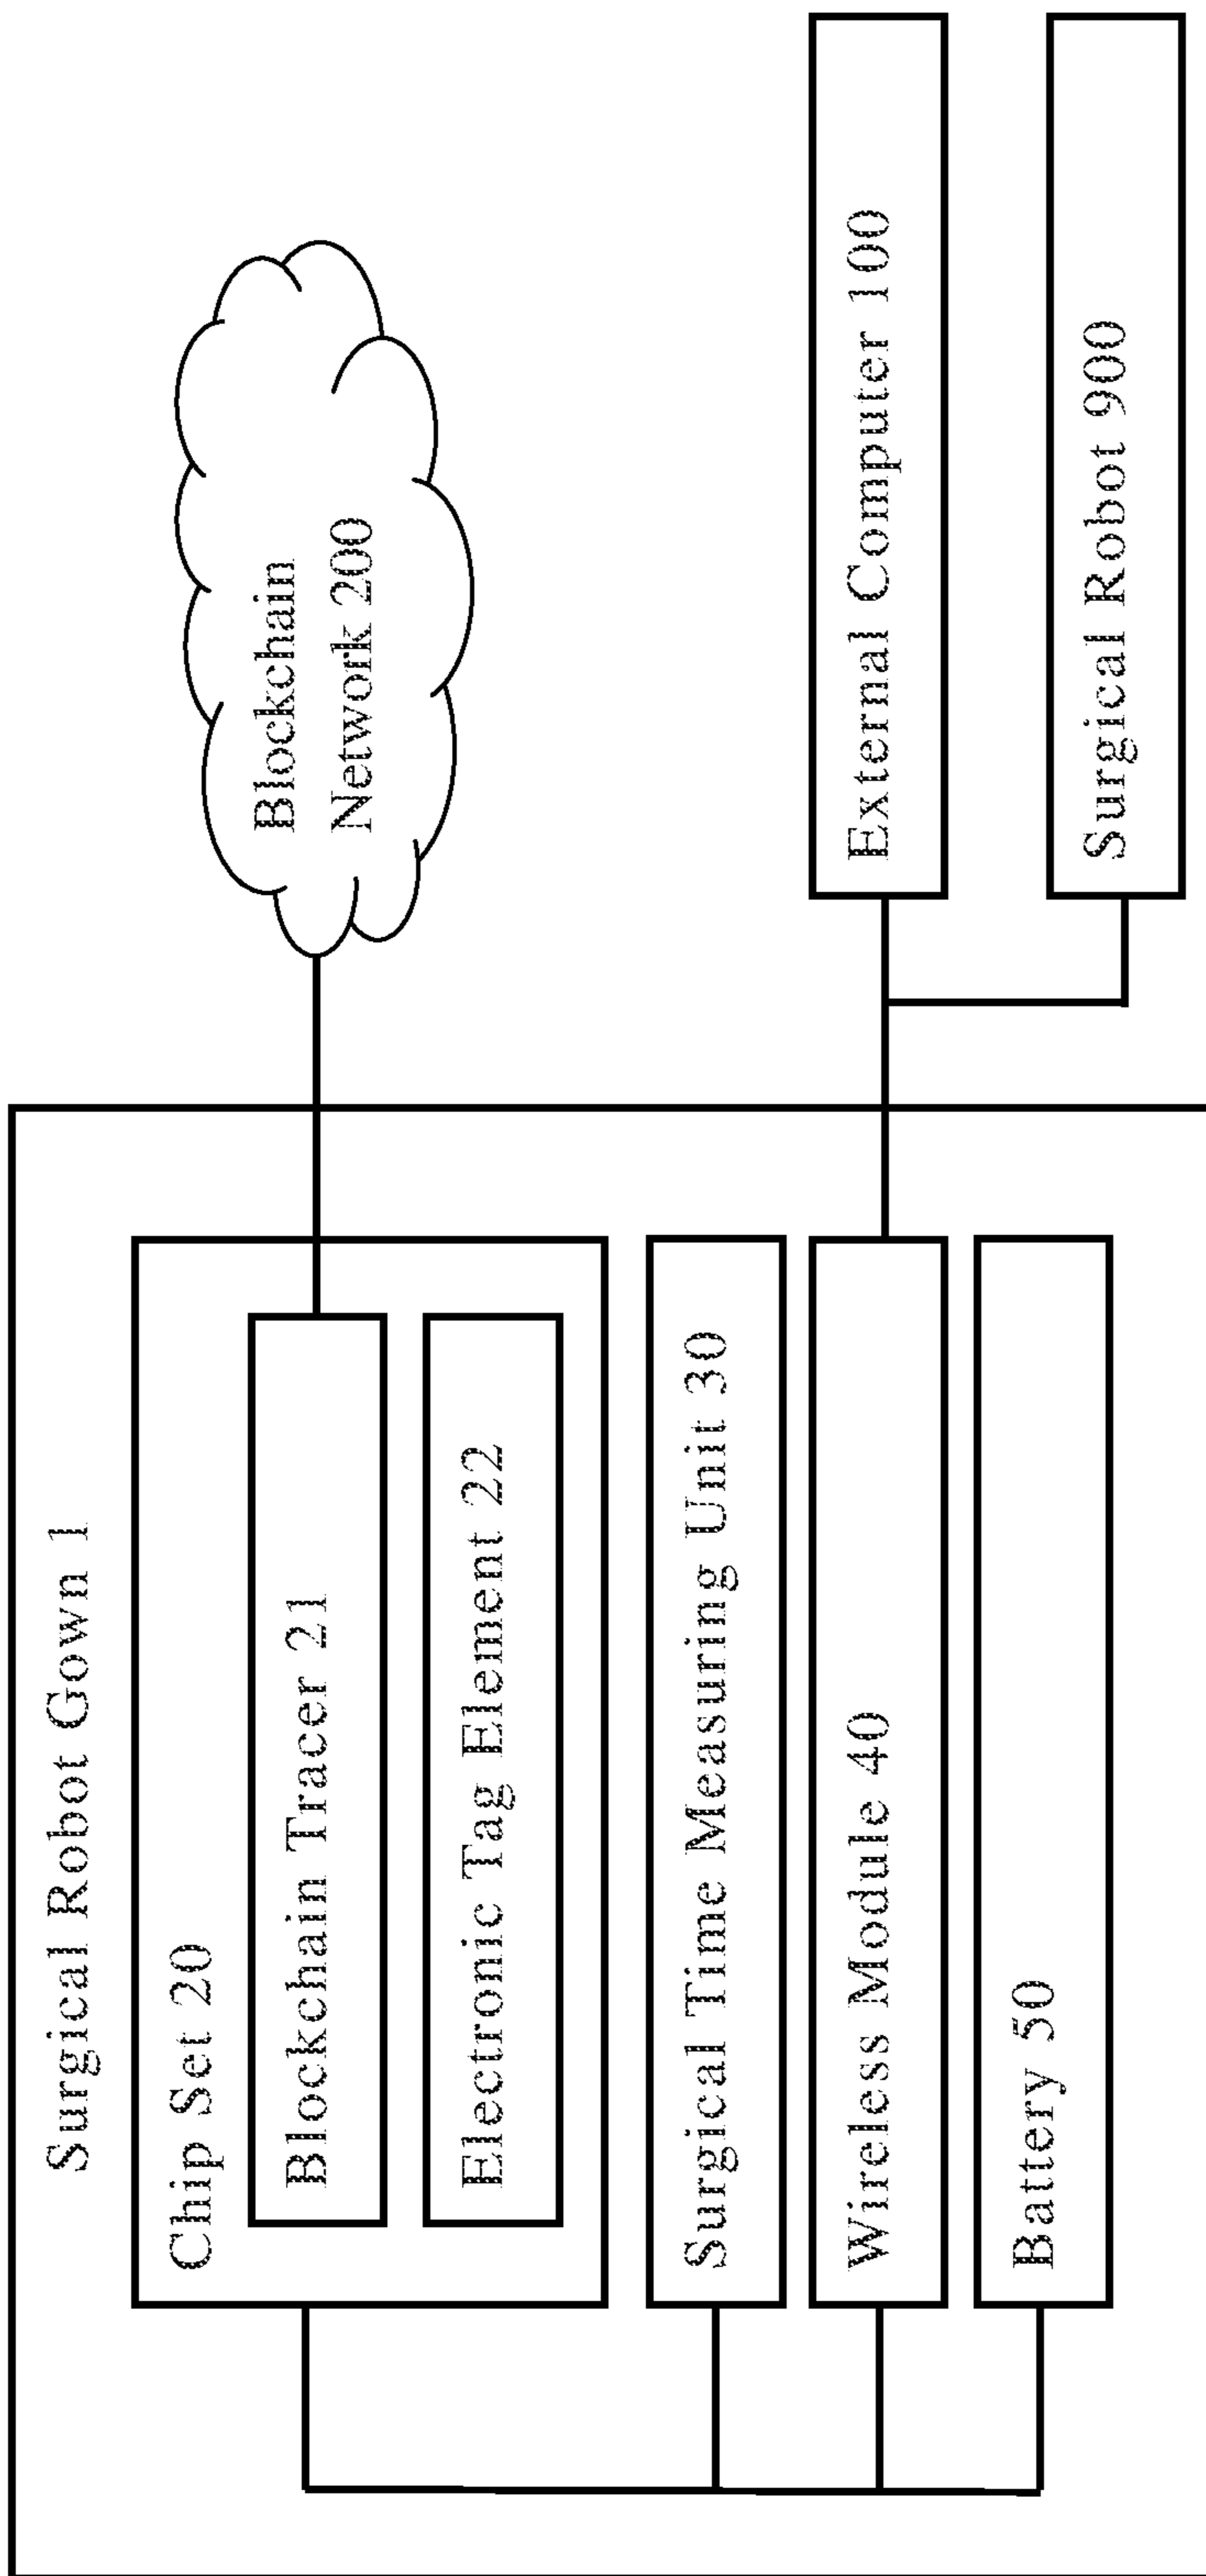 Surgical Robot Gown 1
Chip Set 20
Blockchain Tracer 21
Electronic Tag Element 22
Surgical Time Measuring Unit 30
Wireless Module 40
Battery 50
Blockchain
Network 200
External Computer 100
Surgical Robot 900